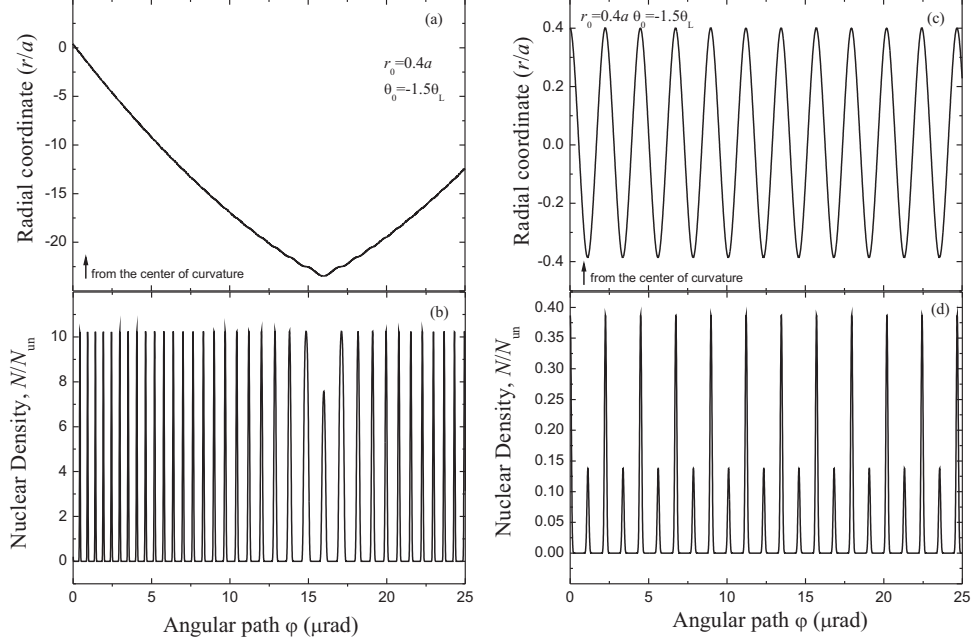 (a)
r₀=0.4a
θ₀=-1.5θL
Radial coordinate (r/a)
0
-5
-10
-15
-20
from the center of curvature
(b)
Nuclear Density, N/Nun
10
8
6
4
2
0
0 5 10 15 20 25
Angular path φ (μrad)
r₀=0.4a θ₀=-1.5θL (c)
Radial coordinate (r/a)
0.4
0.2
0.0
-0.2
-0.4
from the center of curvature
(d)
Nuclear Density, N/Nun
0.40
0.35
0.30
0.25
0.20
0.15
0.10
0.05
0.00
0 5 10 15 20 25
Angular path φ (μrad)